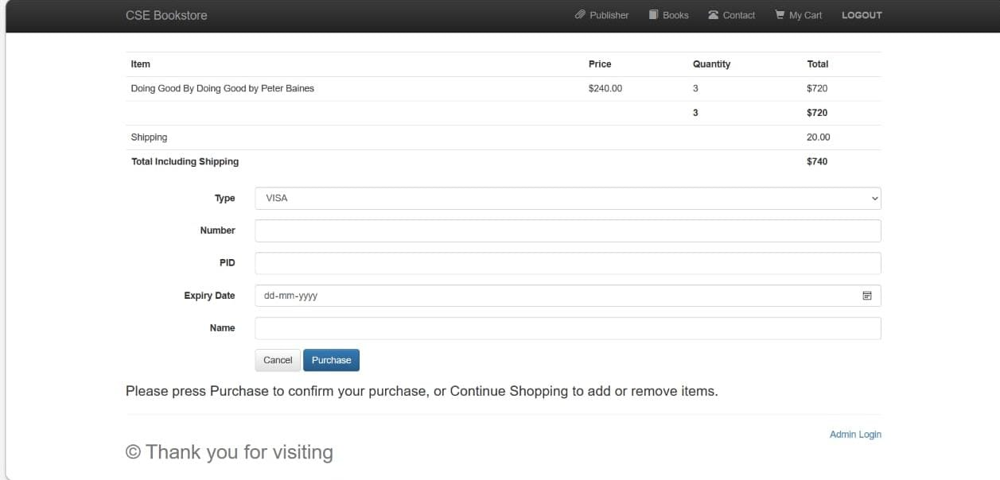 CSE Bookstore Publisher Books Contact My Cart LOGOUT
Item Price Quantity Total
Doing Good By Doing Good by Peter Baines $240.00 3 $720
3 $720
Shipping 20.00
Total Including Shipping $740
Type VISA
Number
PID
Expiry Date dd-mm-yyyy
Name
Cancel Purchase
Please press Purchase to confirm your purchase, or Continue Shopping to add or remove items.
Admin Login
© Thank you for visiting